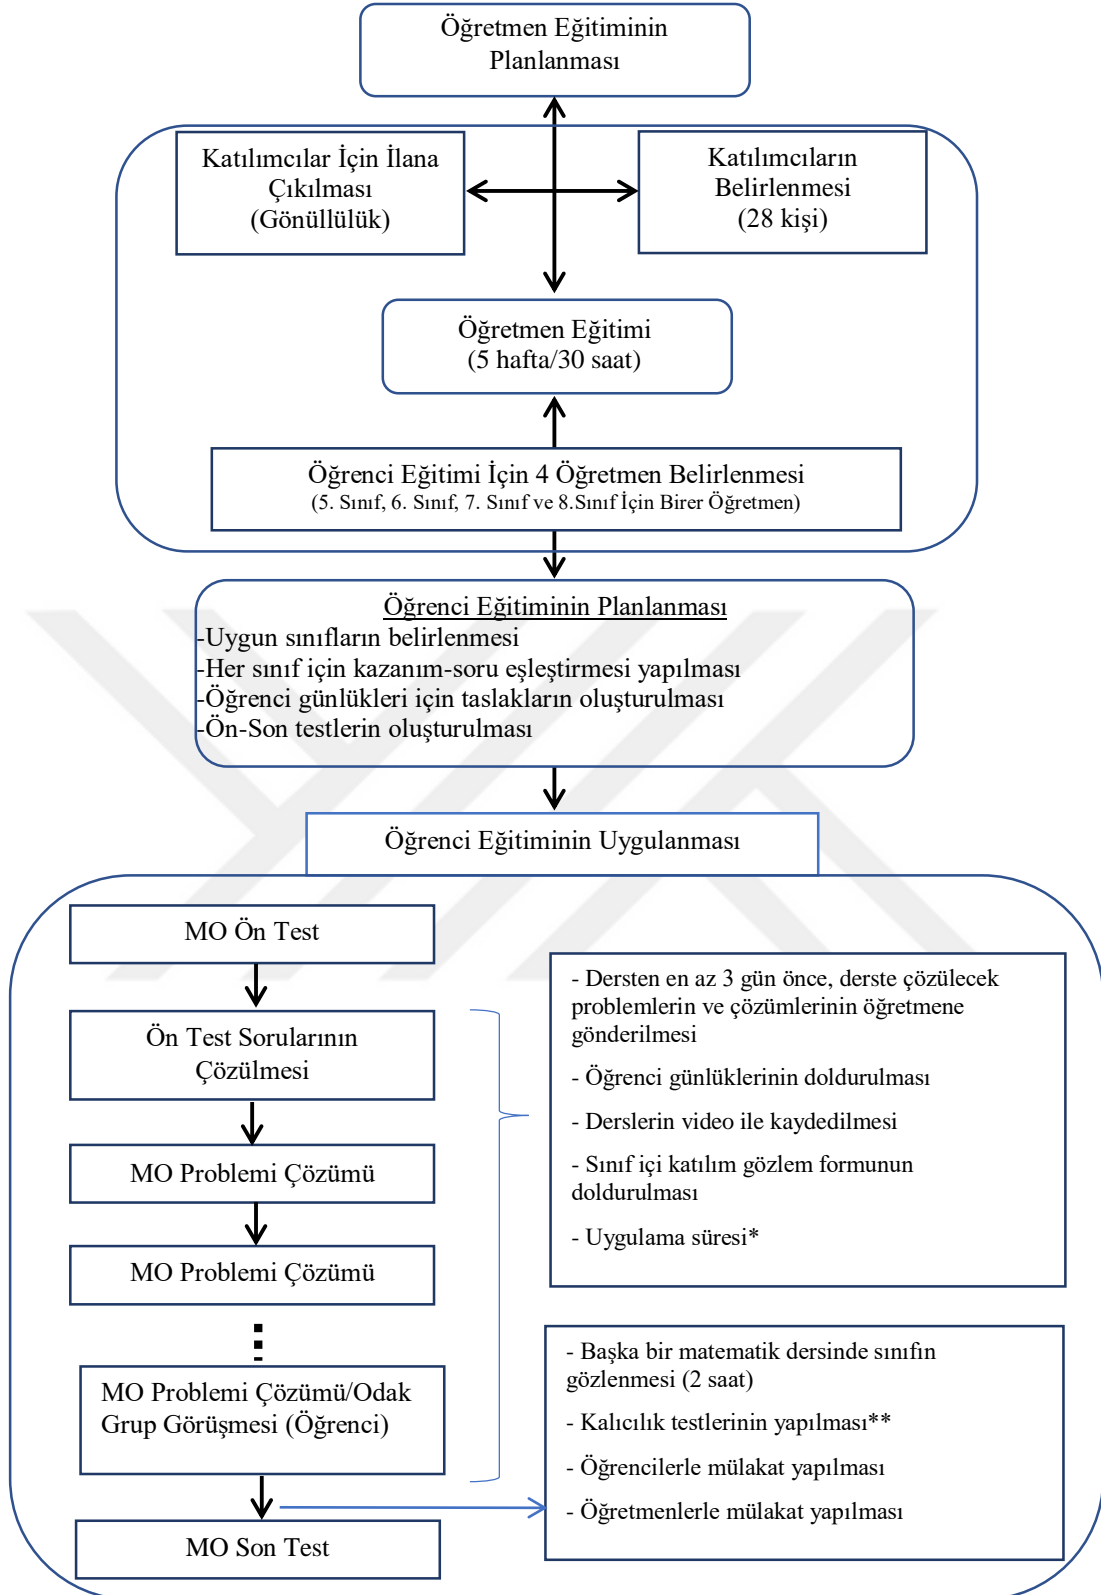 Öğretmen Eğitiminin
Planlanması
Katılımcılar İçin İlana
Çıkılması
(Gönüllülük)
Katılımcıların
Belirlenmesi
(28 kişi)
Öğretmen Eğitimi
(5 hafta/30 saat)
Öğrenci Eğitimi İçin 4 Öğretmen Belirlenmesi
(5. Sınıf, 6. Sınıf, 7. Sınıf ve 8.Sınıf İçin Birer Öğretmen)
Öğrenci Eğitiminin Planlanması
-Uygun sınıfların belirlenmesi
-Her sınıf için kazanım-soru eşleştirmesi yapılması
-Öğrenci günlükleri için taslakların oluşturulması
-Ön-Son testlerin oluşturulması
Öğrenci Eğitiminin Uygulanması
MO Ön Test
Ön Test Sorularının
Çözülmesi
MO Problemi Çözümü
MO Problemi Çözümü
MO Problemi Çözümü/Odak
Grup Görüşmesi (Öğrenci)
MO Son Test
- Dersten en az 3 gün önce, derste çözülecek
problemlerin ve çözümlerinin öğretmene
gönderilmesi
- Öğrenci günlüklerinin doldurulması
- Derslerin video ile kaydedilmesi
- Sınıf içi katılım gözlem formunun
doldurulması
- Uygulama süresi*
- Başka bir matematik dersinde sınıfın
gözlenmesi (2 saat)
- Kalıcılık testlerinin yapılması**
- Öğrencilerle mülakat yapılması
- Öğretmenlerle mülakat yapılması